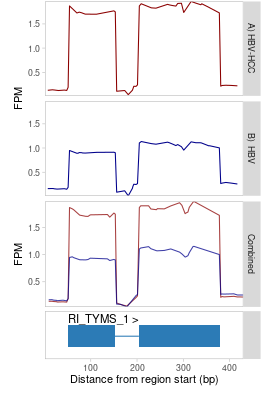 FPM
1.5
1.0
0.5
A) HBV-HCC
1.5
1.0
0.5
B) HBV
FPM
1.5
1.0
0.5
Combined
RI_TYMS_1 >
100 200 300 400
Distance from region start (bp)